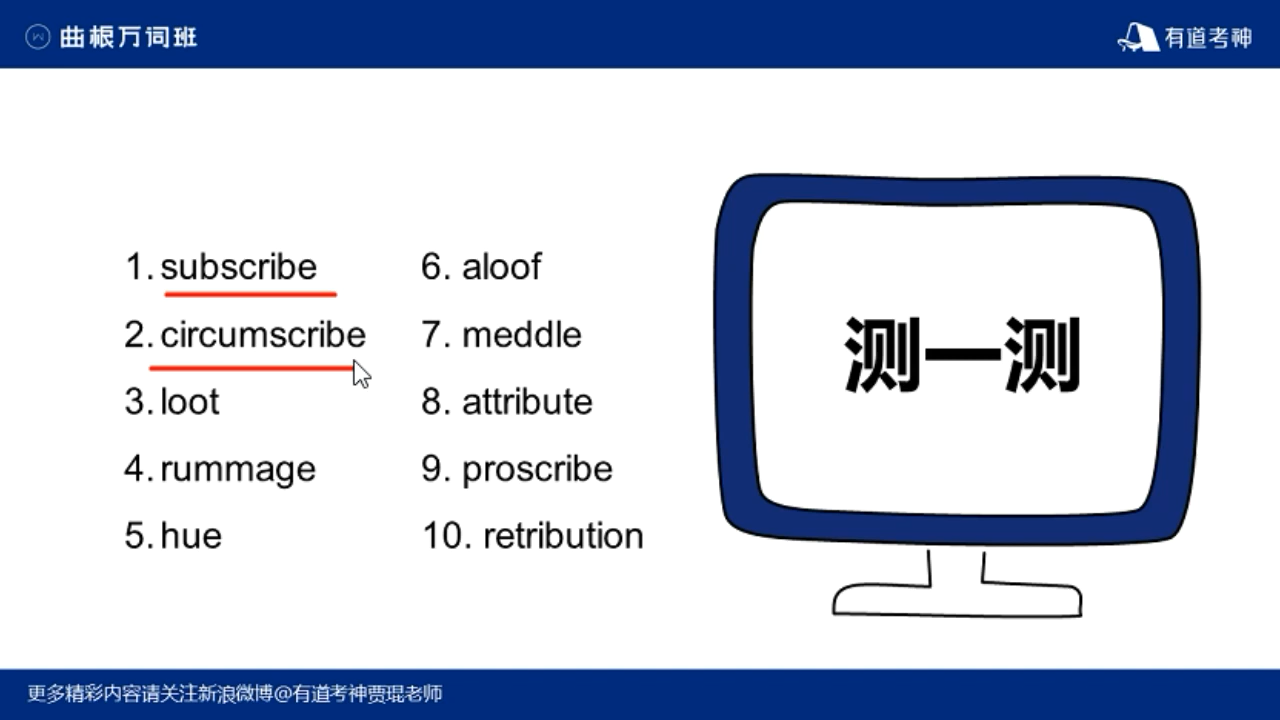 曲根万词班
有道考神
1. subscribe
2. circumscribe
3. loot
4. rummage
5. hue
6. aloof
7. meddle
8. attribute
9. proscribe
10. retribution
测一测
更多精彩内容请关注新浪微博@有道考神贾琨老师